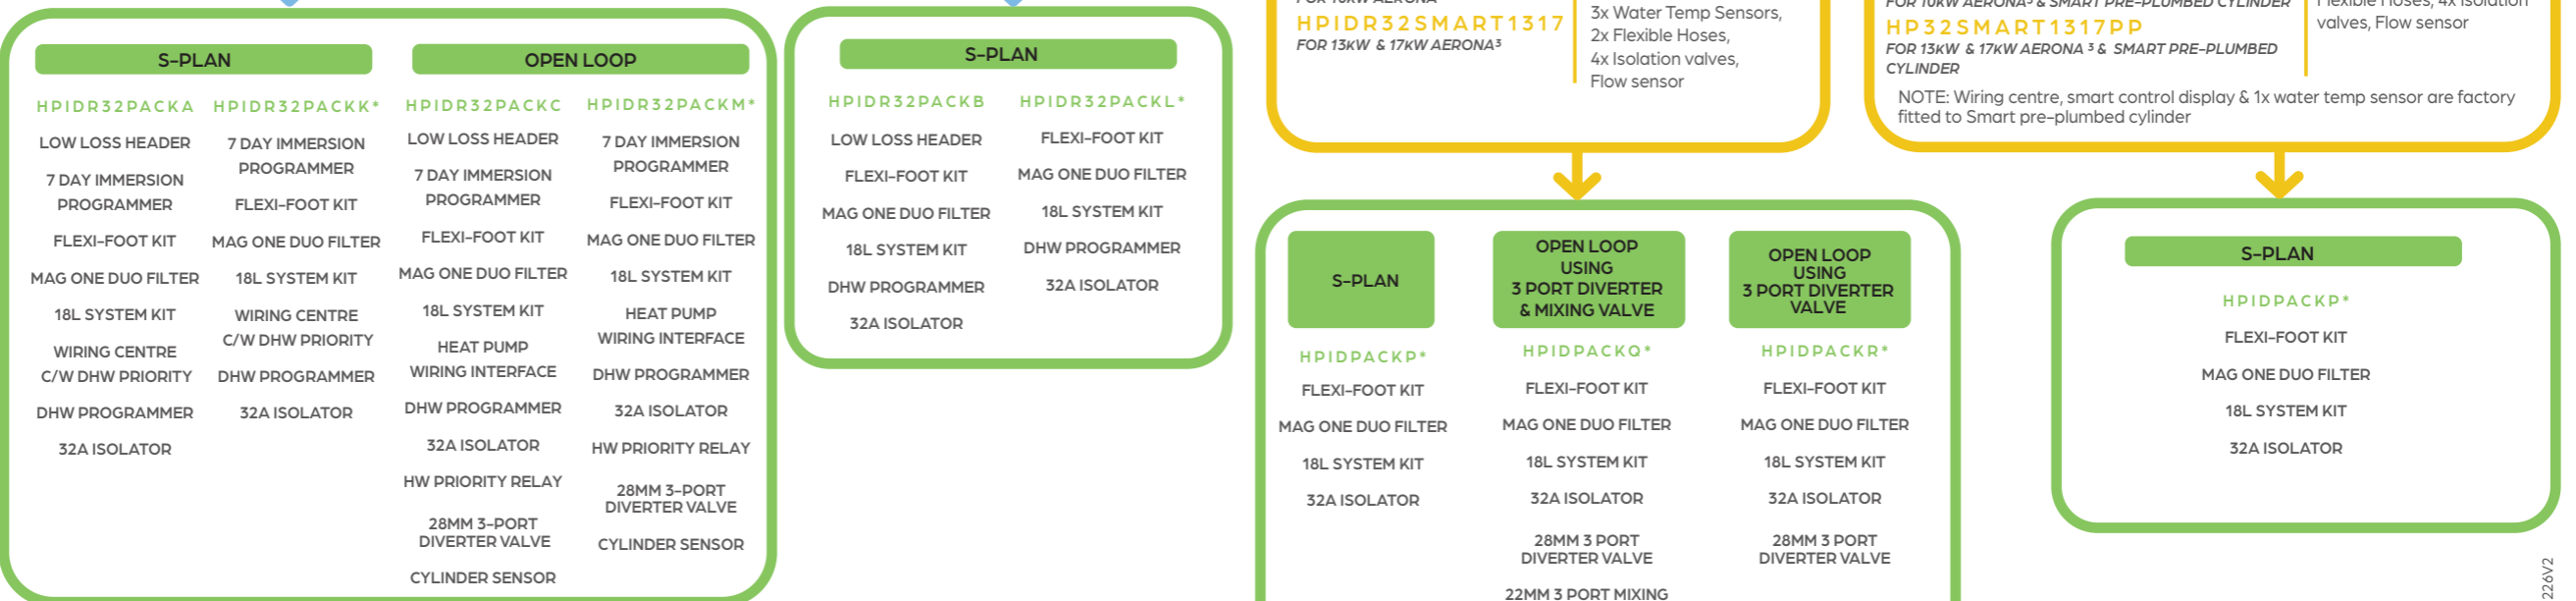 S-PLAN
HPIDR32PACKA
LOW LOSS HEADER
7 DAY IMMERSION
PROGRAMMER
FLEXI-FOOT KIT
MAG ONE DUO FILTER
18L SYSTEM KIT
WIRING CENTRE
C/W DHW PRIORITY
DHW PROGRAMMER
32A ISOLATOR
HPIDR32PACKK*
7 DAY IMMERSION
PROGRAMMER
FLEXI-FOOT KIT
MAG ONE DUO FILTER
18L SYSTEM KIT
WIRING CENTRE
C/W DHW PRIORITY
DHW PROGRAMMER
32A ISOLATOR
OPEN LOOP
HPIDR32PACKC
LOW LOSS HEADER
7 DAY IMMERSION
PROGRAMMER
FLEXI-FOOT KIT
MAG ONE DUO FILTER
18L SYSTEM KIT
HEAT PUMP
WIRING INTERFACE
DHW PROGRAMMER
32A ISOLATOR
HW PRIORITY RELAY
28MM 3-PORT
DIVERTER VALVE
CYLINDER SENSOR
HPIDR32PACKM*
7 DAY IMMERSION
PROGRAMMER
FLEXI-FOOT KIT
MAG ONE DUO FILTER
18L SYSTEM KIT
HEAT PUMP
WIRING INTERFACE
DHW PROGRAMMER
32A ISOLATOR
HW PRIORITY RELAY
28MM 3-PORT
DIVERTER VALVE
CYLINDER SENSOR
S-PLAN
HPIDR32PACKB
LOW LOSS HEADER
FLEXI-FOOT KIT
MAG ONE DUO FILTER
18L SYSTEM KIT
DHW PROGRAMMER
32A ISOLATOR
HPIDR32PACKL*
FLEXI-FOOT KIT
MAG ONE DUO FILTER
18L SYSTEM KIT
DHW PROGRAMMER
32A ISOLATOR
HPIDR32SMART1317
FOR 13KW & 17KW AERONA³
3x Water Temp Sensors,
2x Flexible Hoses,
4x Isolation valves,
Flow sensor
FOR 10KW AERONA³ & SMART PRE-PLUMBED CYLINDER
HP32SMART1317PP
FOR 13KW & 17KW AERONA ³ & SMART PRE-PLUMBED
CYLINDER
Flexible Hoses, 4x Isolation
valves, Flow sensor
NOTE: Wiring centre, smart control display & 1x water temp sensor are factory
fitted to Smart pre-plumbed cylinder
S-PLAN
HPIDPACKP*
FLEXI-FOOT KIT
MAG ONE DUO FILTER
18L SYSTEM KIT
32A ISOLATOR
OPEN LOOP
USING
3 PORT DIVERTER
& MIXING VALVE
HPIDPACKQ*
FLEXI-FOOT KIT
MAG ONE DUO FILTER
18L SYSTEM KIT
32A ISOLATOR
28MM 3 PORT
DIVERTER VALVE
22MM 3 PORT MIXING
OPEN LOOP
USING
3 PORT DIVERTER
VALVE
HPIDPACKR*
FLEXI-FOOT KIT
MAG ONE DUO FILTER
18L SYSTEM KIT
32A ISOLATOR
28MM 3 PORT
DIVERTER VALVE
S-PLAN
HPIDPACKP*
FLEXI-FOOT KIT
MAG ONE DUO FILTER
18L SYSTEM KIT
32A ISOLATOR
226V2